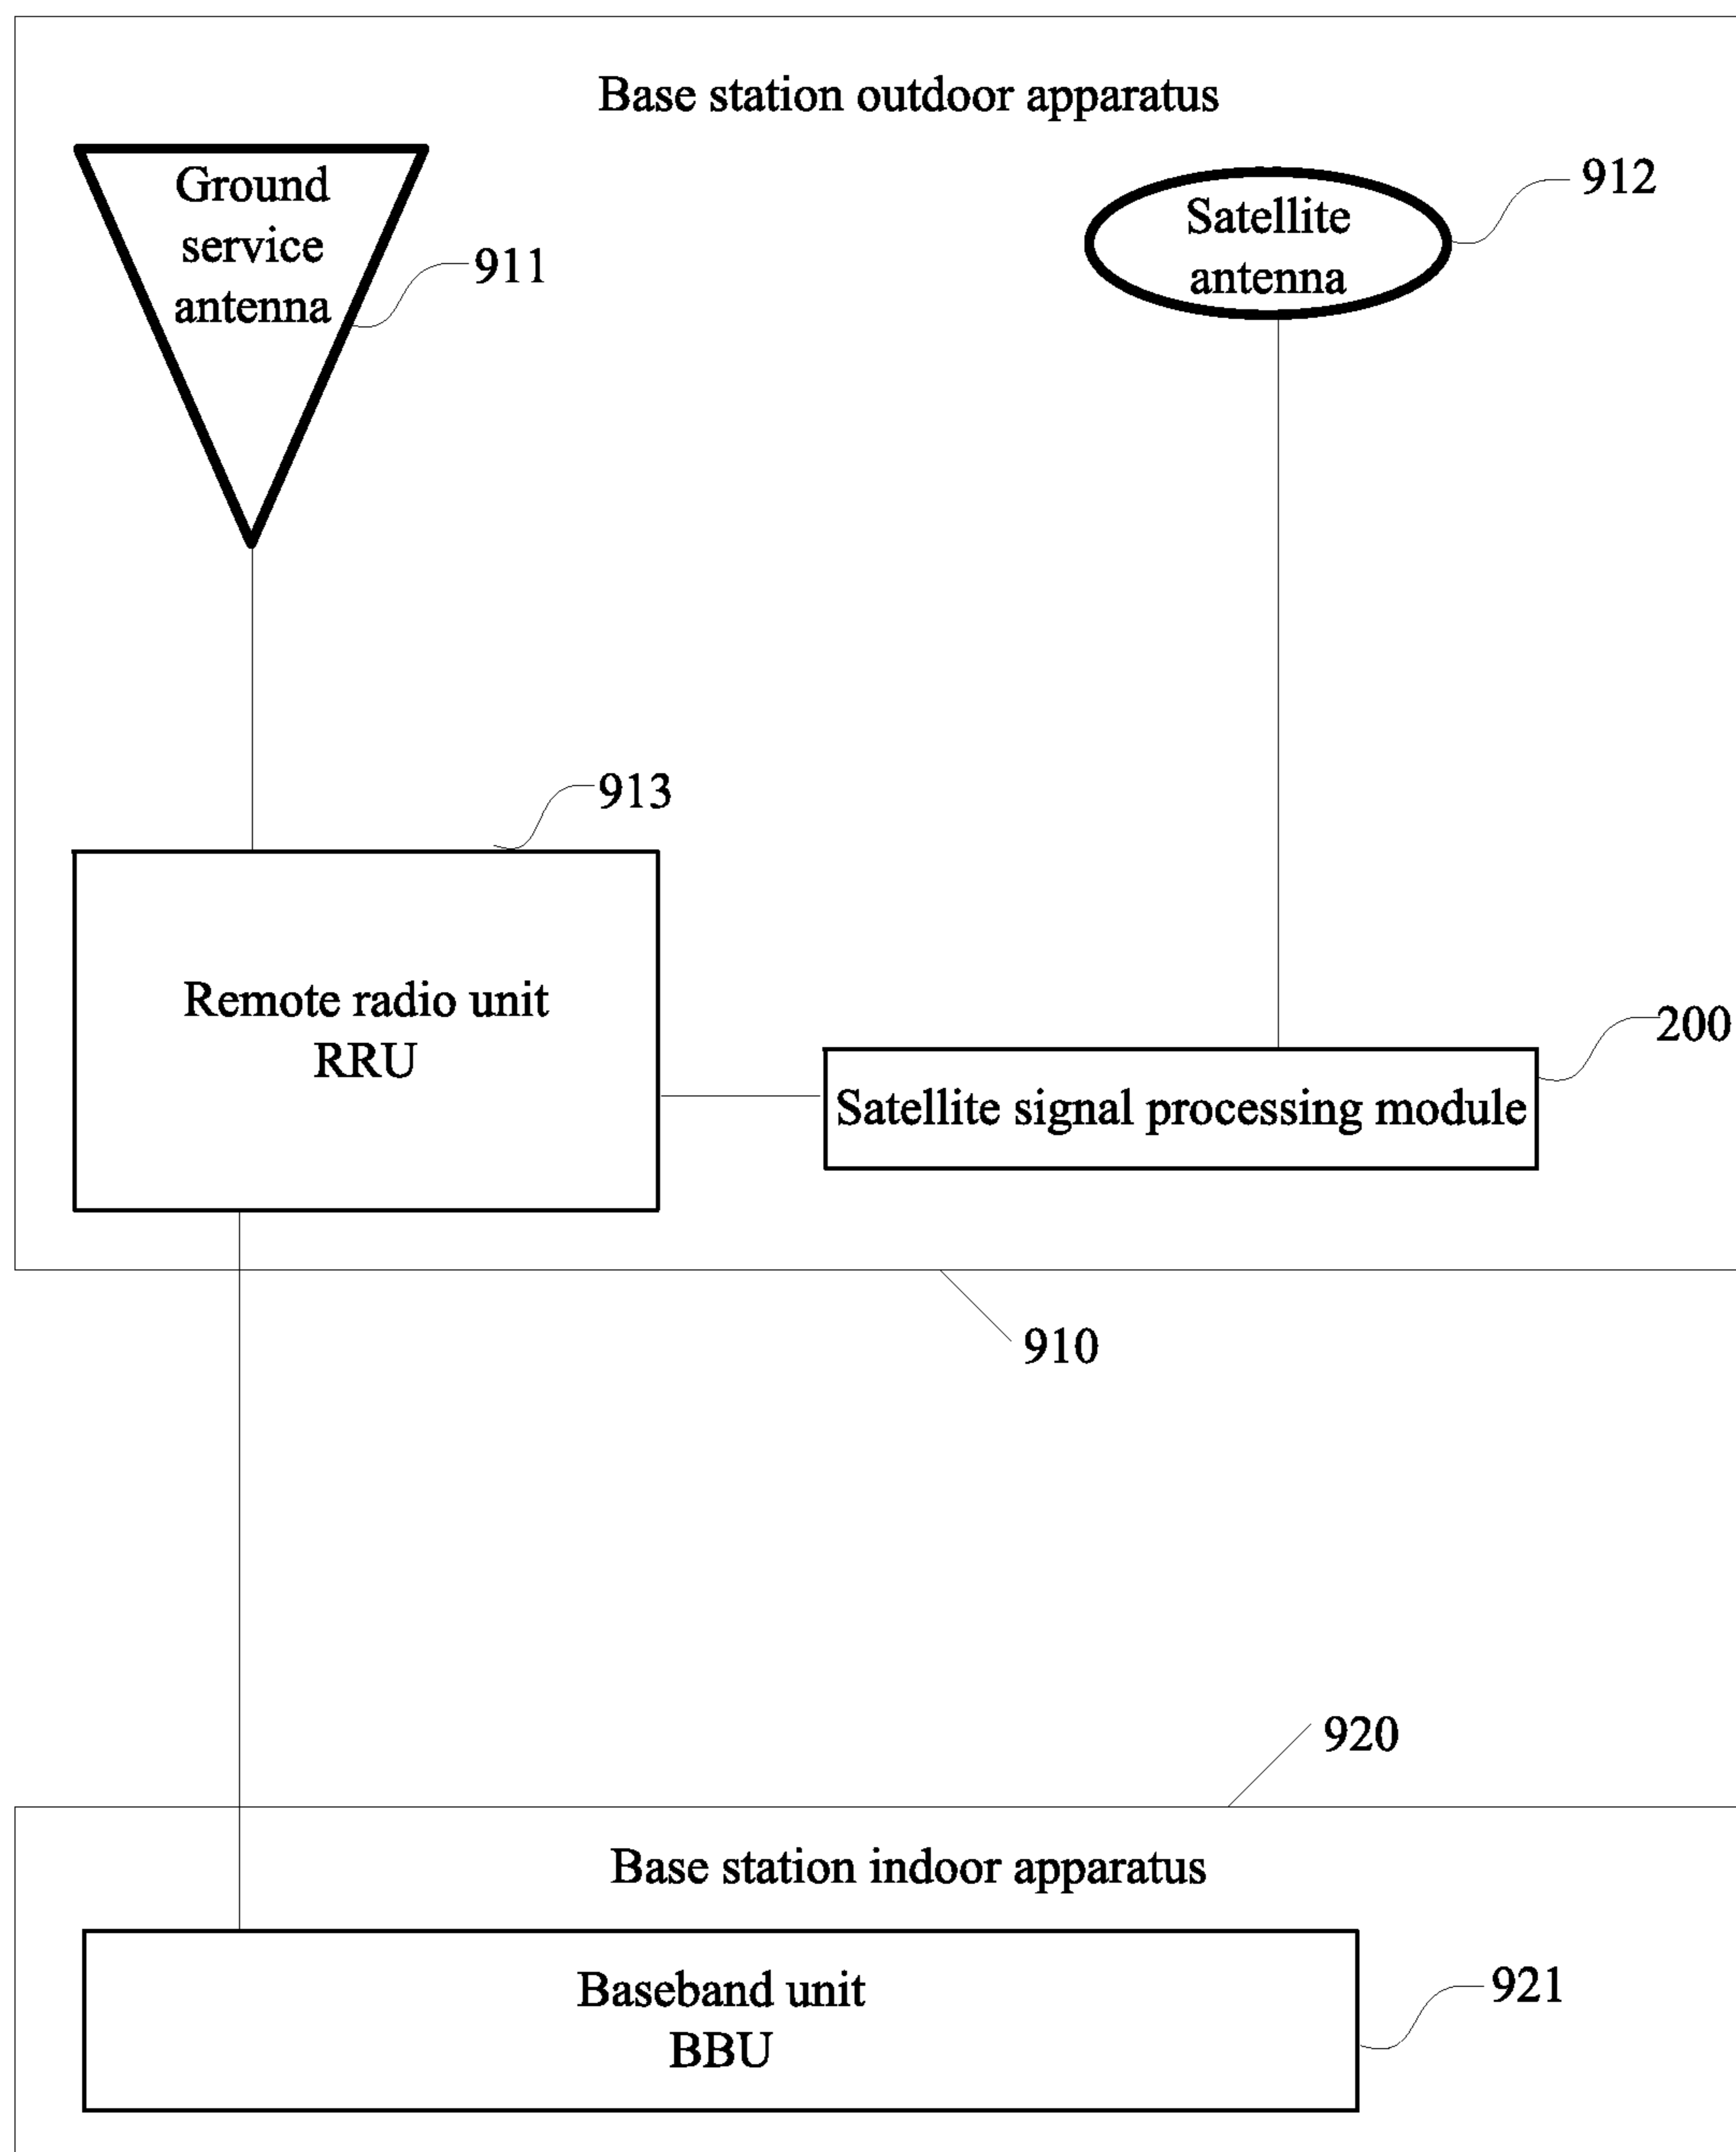 Base station outdoor apparatus
Ground
service
antenna
911
Satellite
antenna
912
913
Remote radio unit
RRU
200
Satellite signal processing module
910
920
Base station indoor apparatus
Baseband unit
BBU
921